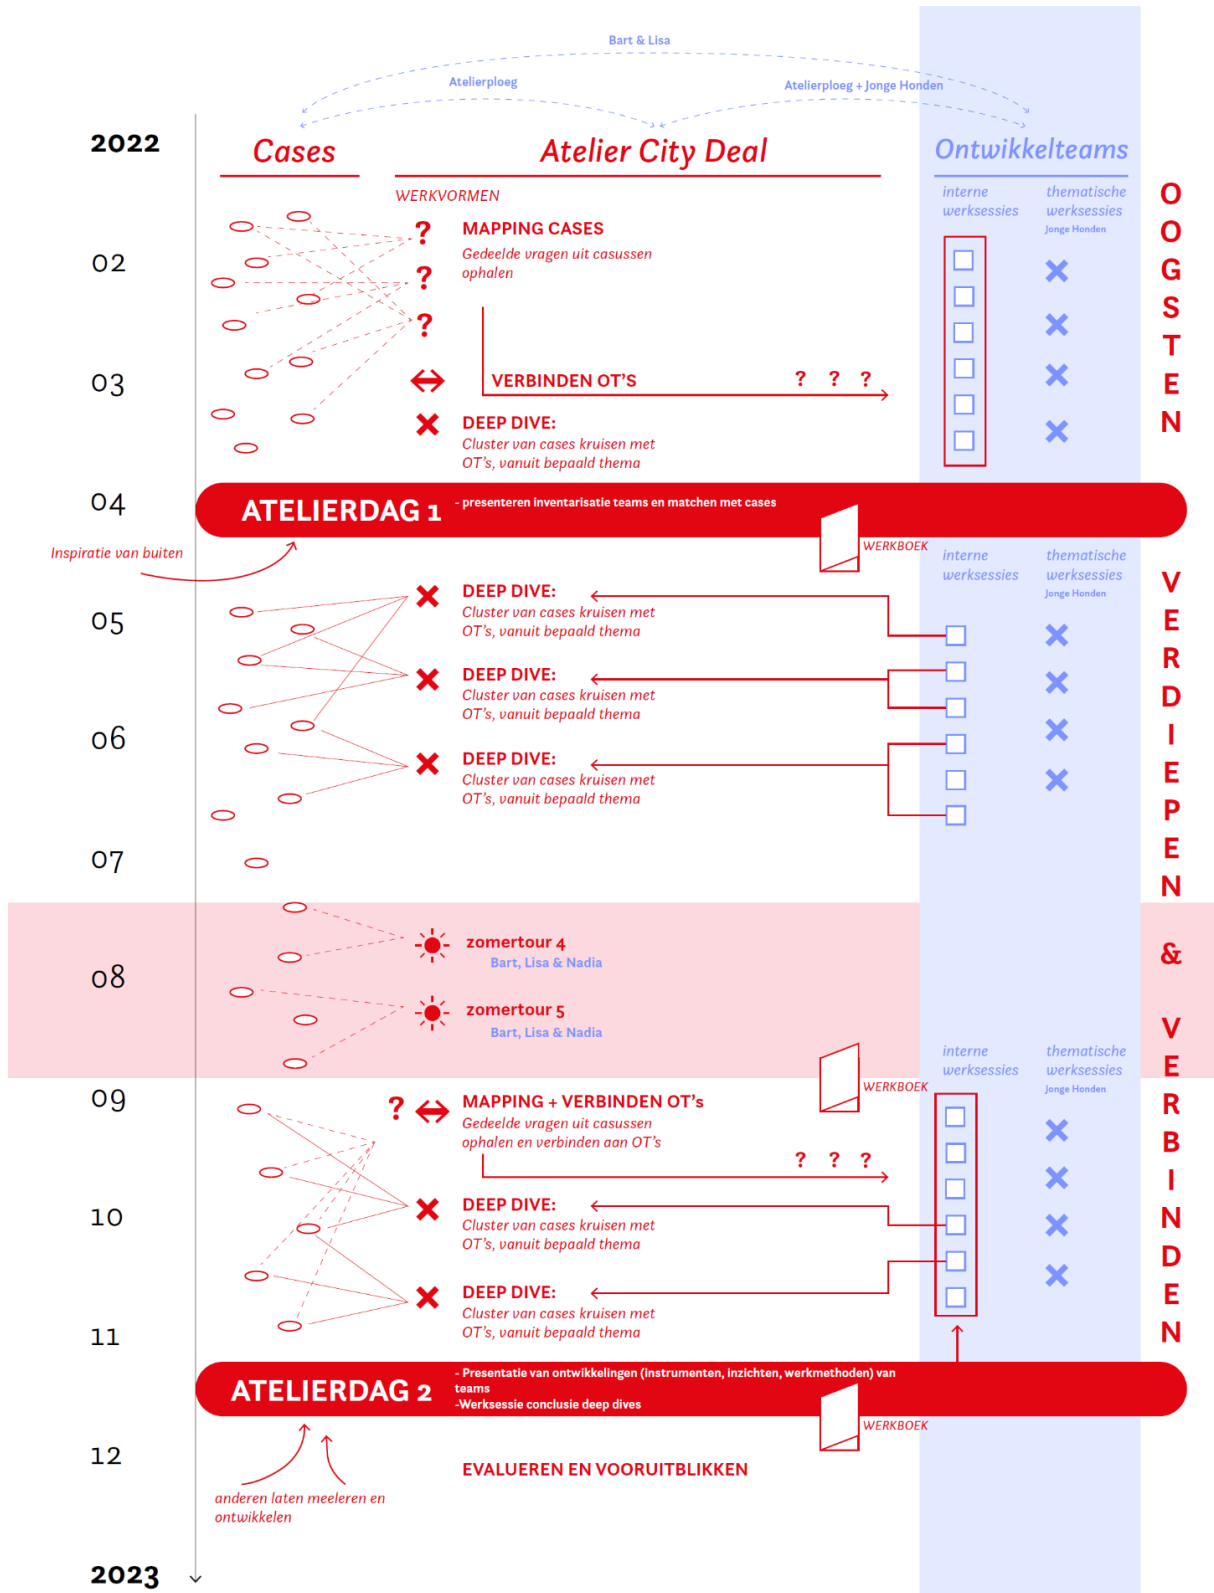 Bart & Lisa
Atelierploeg
Atelierploeg + Jonge Honden
2022
Cases
Atelier City Deal
Ontwikkelteams
WERKVORMEN
interne
werksessies
thematische
werksessies
Jonge Honden
? MAPPING CASES
Gedeelde vragen uit casussen
ophalen
?
?
02
03
VERBINDEN OT'S
? ? ?
DEEP DIVE:
Cluster van cases kruisen met
OT's, vanuit bepaald thema
OOGSTEN
04
ATELIERDAG 1
- presenteren inventarisatie teams en matchen met cases
WERKBOEK
Inspiratie van buiten
interne
werksessies
thematische
werksessies
Jonge Honden
05
DEEP DIVE:
Cluster van cases kruisen met
OT's, vanuit bepaald thema
DEEP DIVE:
Cluster van cases kruisen met
OT's, vanuit bepaald thema
06
DEEP DIVE:
Cluster van cases kruisen met
OT's, vanuit bepaald thema
07
VERDIEPEN & VERBINDEN
zomertour 4
Bart, Lisa & Nadia
08
zomertour 5
Bart, Lisa & Nadia
WERKBOEK
interne
werksessies
thematische
werksessies
Jonge Honden
09
? MAPPING + VERBINDEN OT's
Gedeelde vragen uit casussen
ophalen en verbinden aan OT's
? ? ?
10
DEEP DIVE:
Cluster van cases kruisen met
OT's, vanuit bepaald thema
DEEP DIVE:
Cluster van cases kruisen met
OT's, vanuit bepaald thema
11
ATELIERDAG 2
- Presentatie van ontwikkelingen (instrumenten, inzichten, werkmethoden) van
teams
-Werksessie conclusie deep dives
WERKBOEK
12
EVALUEREN EN VOORUITBLIKKEN
anderen laten meeleren en
ontwikkelen
2023